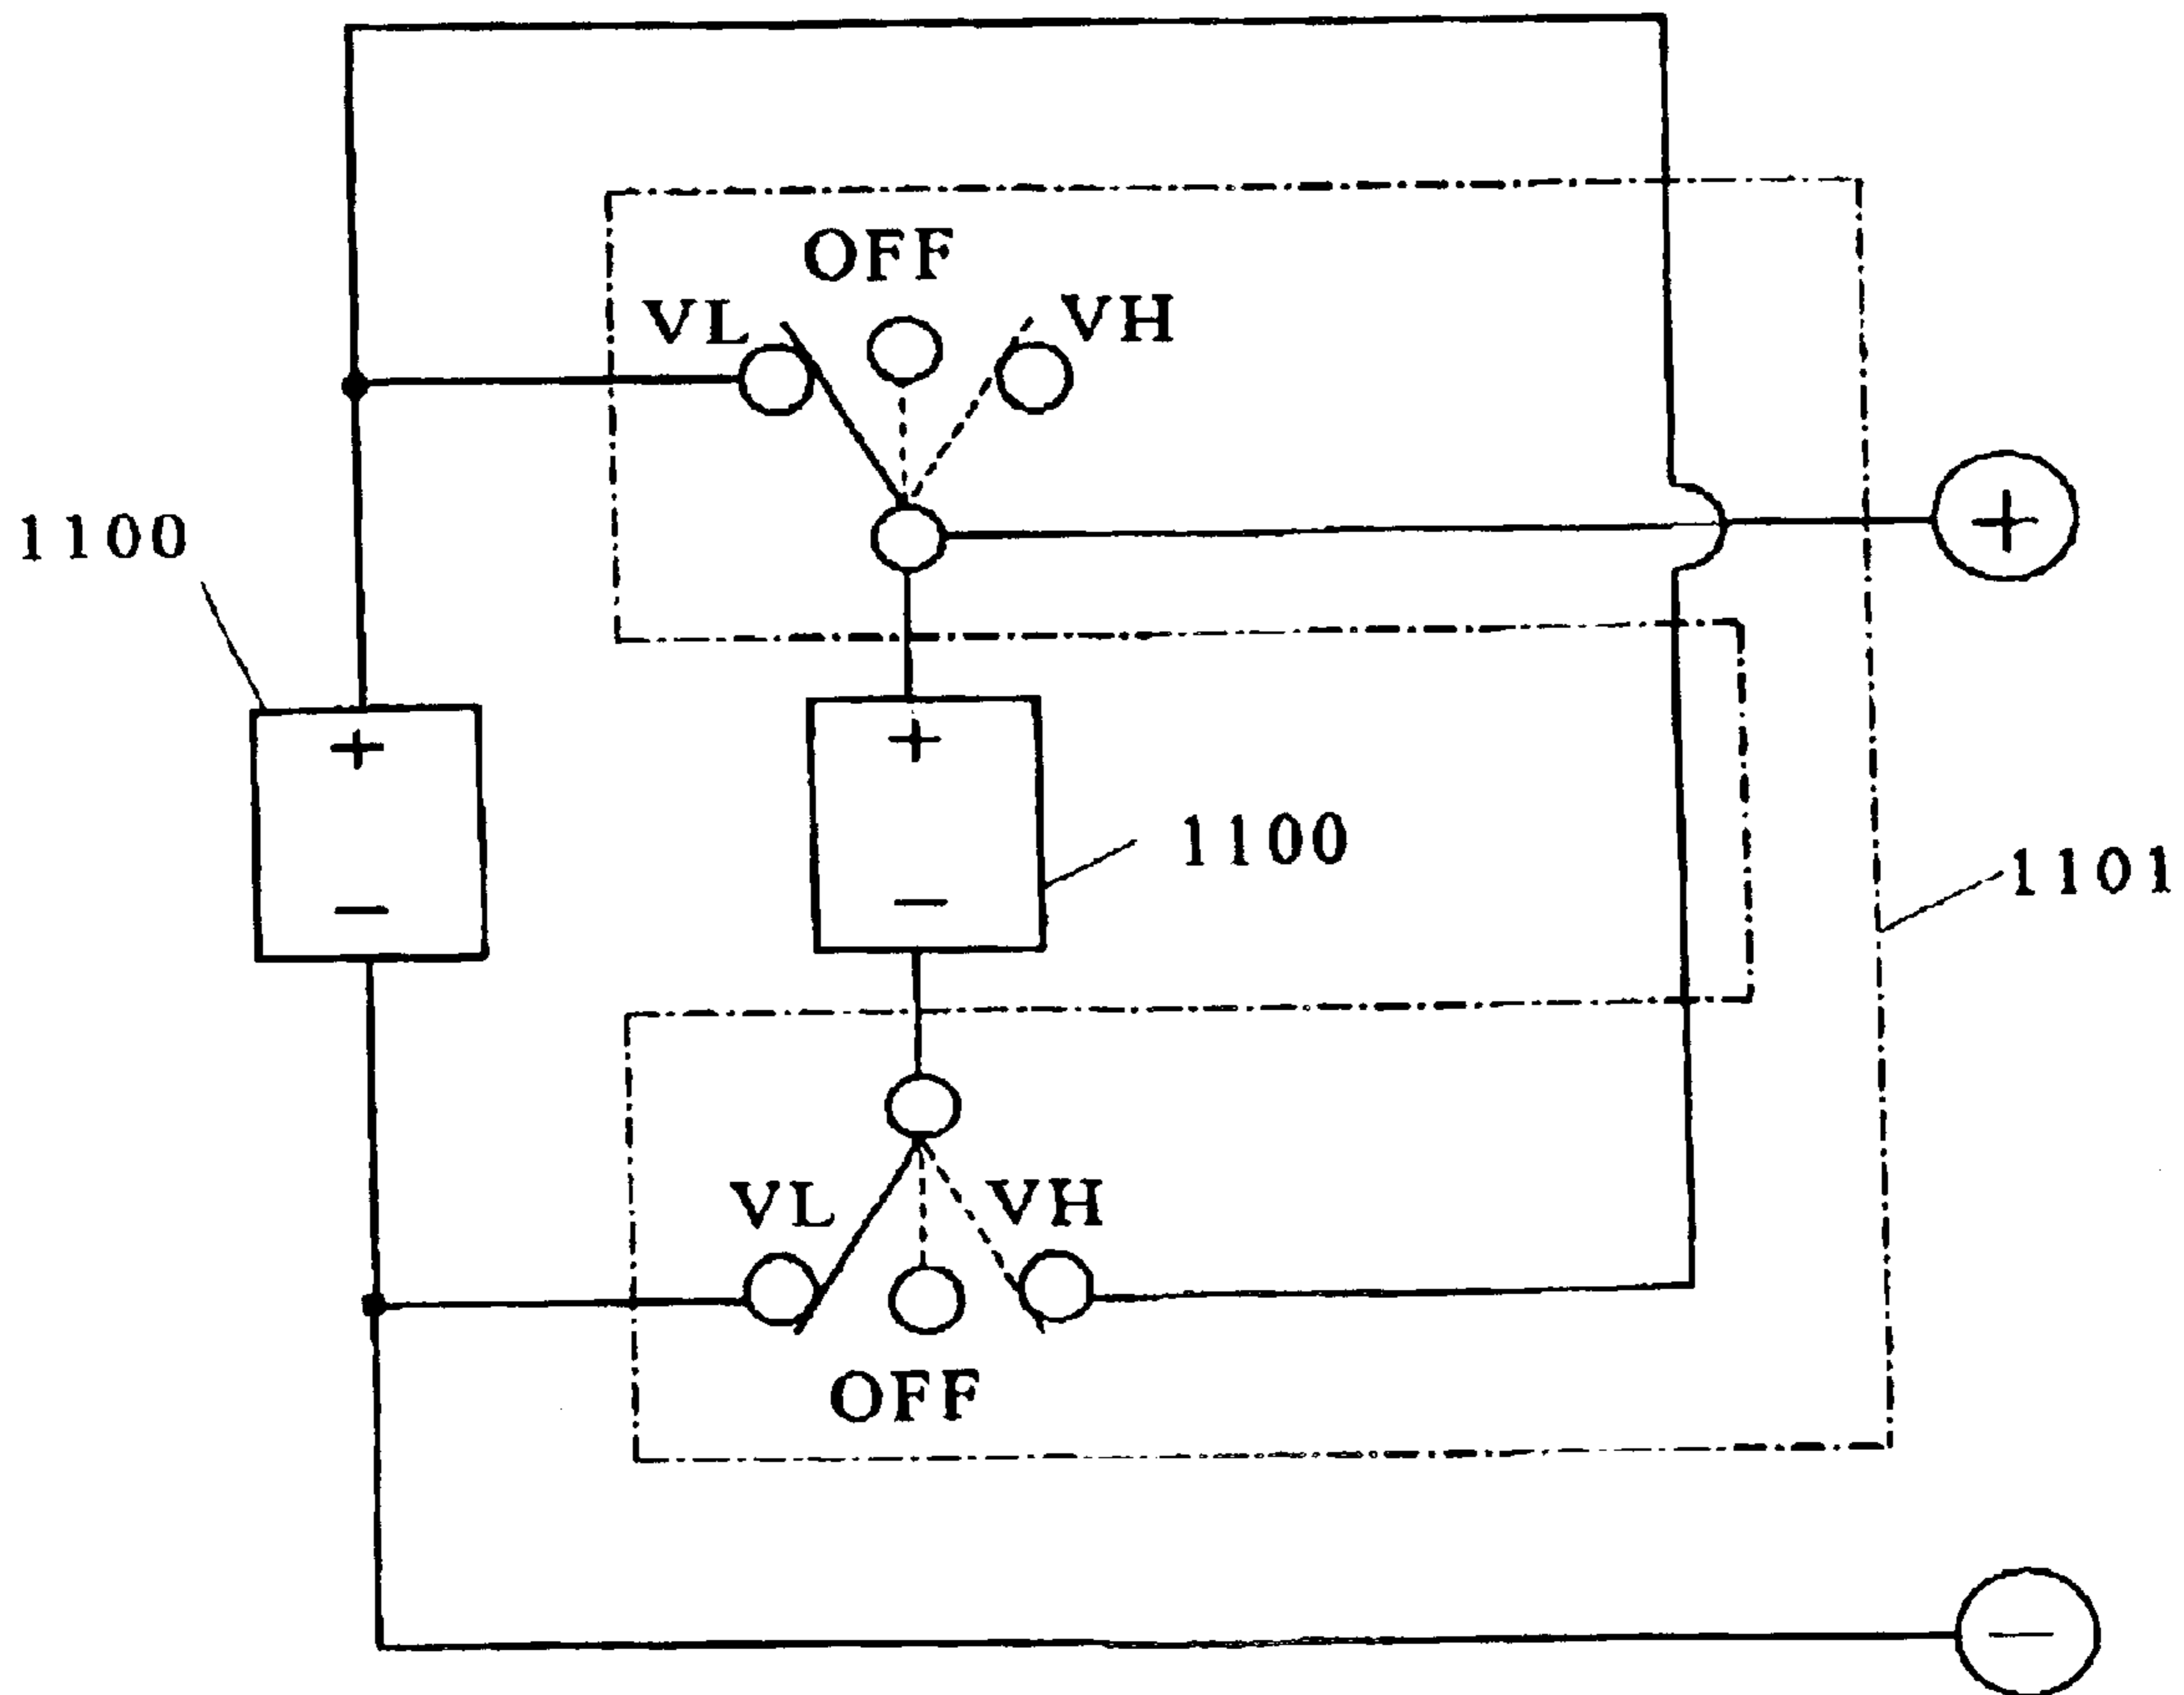 OFF
VL VH
+
1100
+ +
1100
1101
− −
VL VH
OFF
−